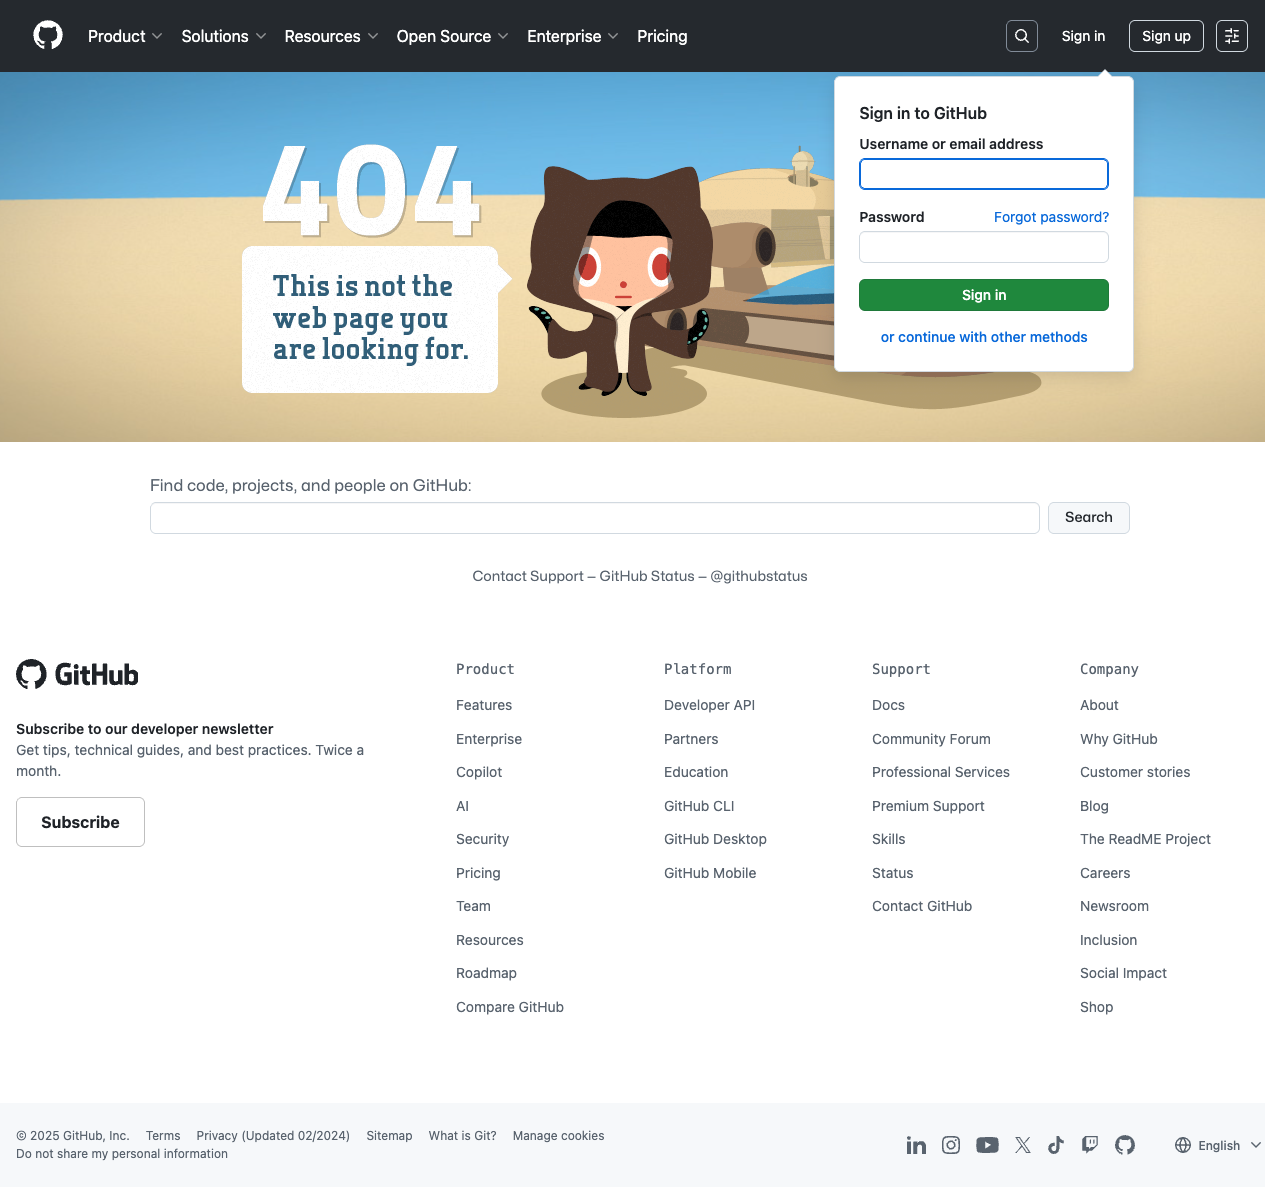 Product
Solutions
Resources
Open Source
Enterprise
Pricing
Sign in
Sign up
Sign in to GitHub
Username or email address
Password
Forgot password?
Sign in
or continue with other methods
404
This is not the
web page you
are looking for.
Find code, projects, and people on GitHub:
Search
Contact Support — GitHub Status — @githubstatus
GitHub
Subscribe to our developer newsletter
Get tips, technical guides, and best practices. Twice a
month.
Subscribe
Product
Features
Enterprise
Copilot
AI
Security
Pricing
Team
Resources
Roadmap
Compare GitHub
Platform
Developer API
Partners
Education
GitHub CLI
GitHub Desktop
GitHub Mobile
Support
Docs
Community Forum
Professional Services
Premium Support
Skills
Status
Contact GitHub
Company
About
Why GitHub
Customer stories
Blog
The ReadME Project
Careers
Newsroom
Inclusion
Social Impact
Shop
© 2025 GitHub, Inc.
Terms
Privacy (Updated 02/2024)
Sitemap
What is Git?
Manage cookies
Do not share my personal information
English